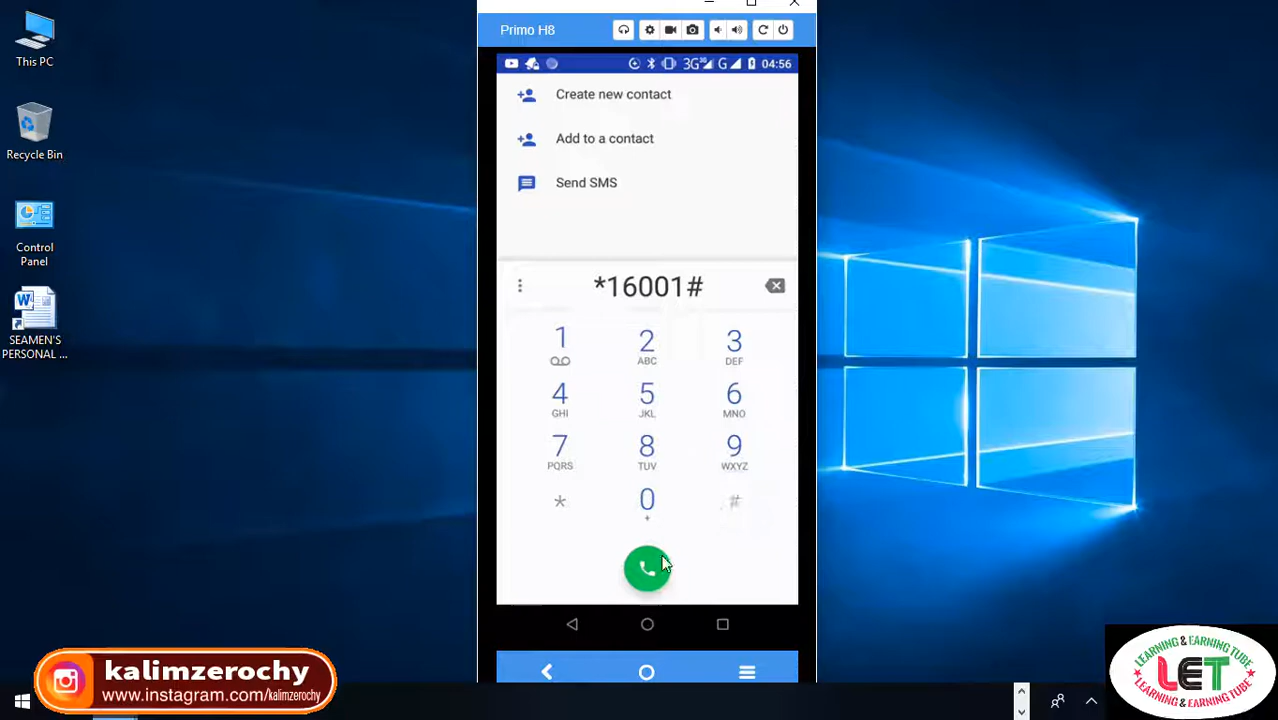 This PC
Recycle Bin
Control
Panel
SEAMEN'S
PERSONAL ...
Primo H8
3G
G
04:56
Create new contact
Add to a contact
Send SMS
*16001#
1
2
ABC
3
DEF
4
GHI
5
JKL
6
MNO
7
PQRS
8
TUV
9
WXYZ
*
0
+
#
kalimzerochy
www.instagram.com/kalimzerochy
LEARNING & EARNING TUBE
LET
LEARNING & EARNING TUBE